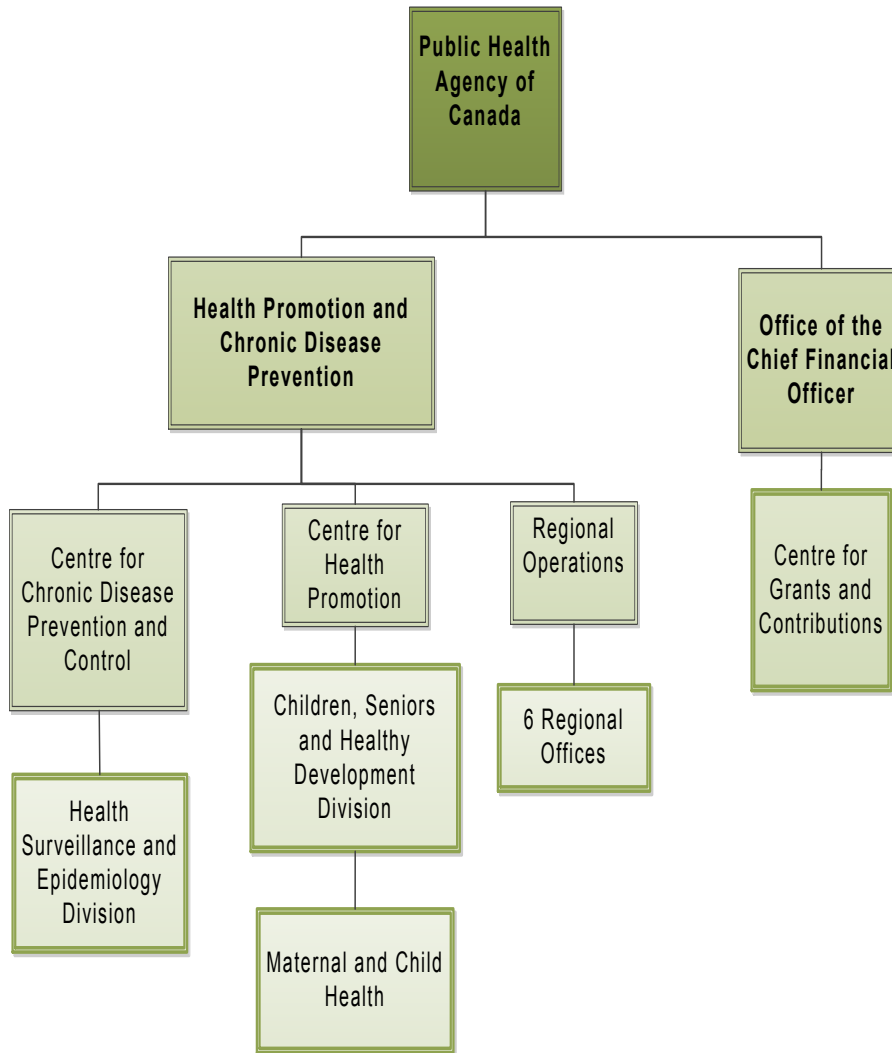 Public Health
Agency of
Canada
Health Promotion and
Chronic Disease
Prevention
Office of the
Chief Financial
Officer
Centre for
Chronic Disease
Prevention and
Control
Centre for
Health
Promotion
Regional
Operations
Centre for
Grants and
Contributions
Children, Seniors
and Healthy
Development
Division
6 Regional
Offices
Health
Surveillance and
Epidemiology
Division
Maternal and Child
Health